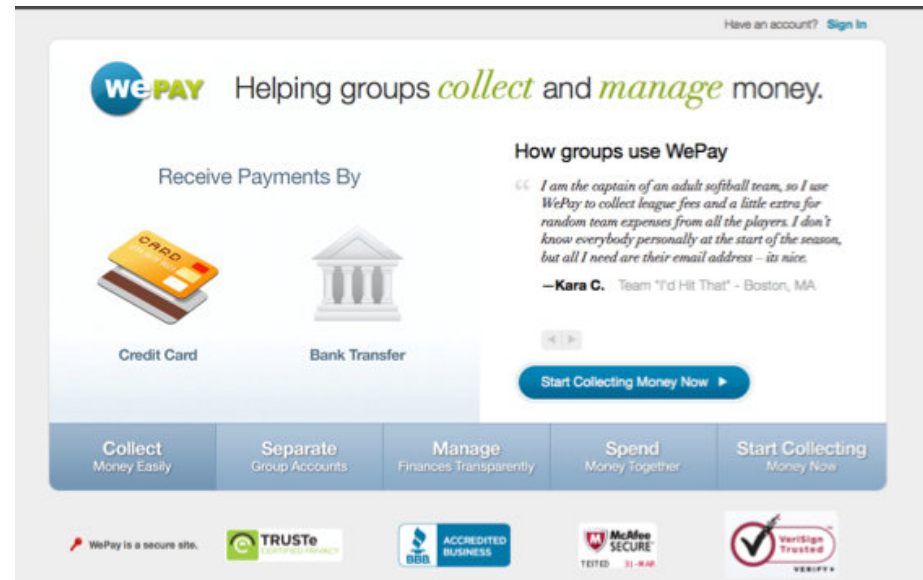 Have an account? Sign In
WePAY
Helping groups collect and manage money.
Receive Payments By
CARD
Credit Card
Bank Transfer
How groups use WePay
“ I am the captain of an adult softball team, so I use
WePay to collect league fees and a little extra for
random team expenses from all the players. I don't
know everybody personally at the start of the season,
but all I need are their email address – its nice.
—Kara C. Team "I'd Hit That" - Boston, MA
Start Collecting Money Now
Collect
Money Easily
Separate
Group Accounts
Manage
Finances Transparently
Spend
Money Together
Start Collecting
Money Now
WePay is a secure site.
TRUSTe
CERTIFIED PRIVACY
BBB
ACCREDITED
BUSINESS
McAfee
SECURE
TESTED 31-MAR
VeriSign
Trusted
VERIFY